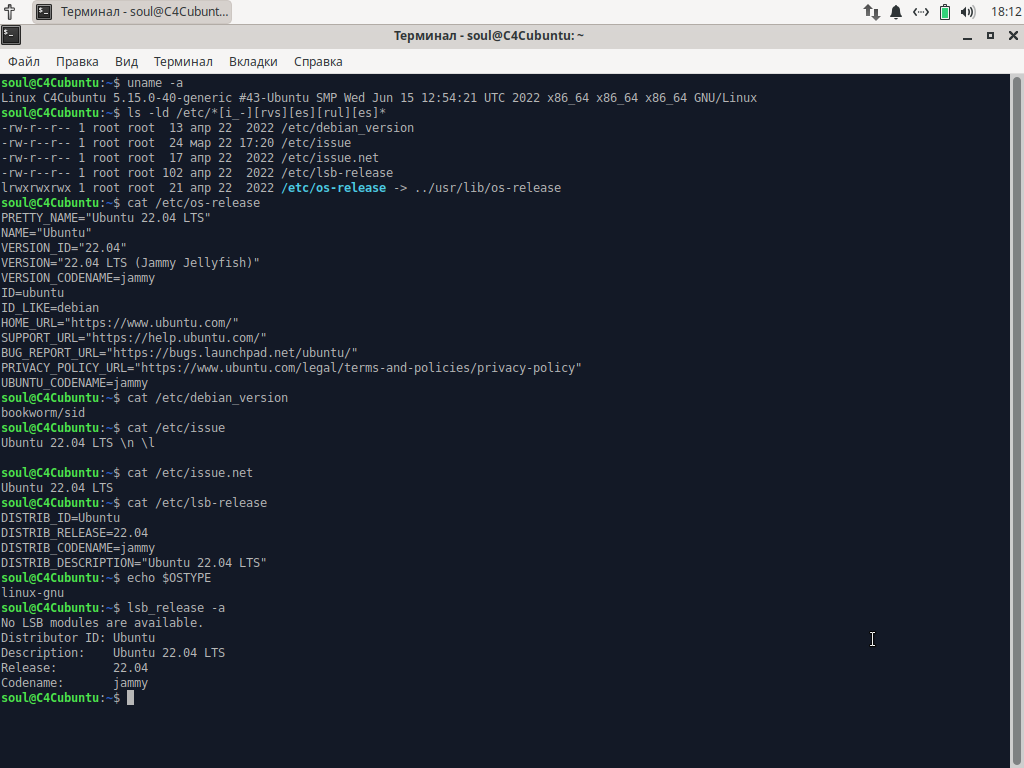 Терминал - soul@C4Cubunt...
18:12
Терминал - soul@C4Cubuntu: ~
Файл Правка Вид Терминал Вкладки Справка
soul@C4Cubuntu:~$ uname -a
Linux C4Cubuntu 5.15.0-40-generic #43-Ubuntu SMP Wed Jun 15 12:54:21 UTC 2022 x86_64 x86_64 x86_64 GNU/Linux
soul@C4Cubuntu:~$ ls -ld /etc/*[i_-][rvs][es][rul][es]*
-rw-r--r-- 1 root root  13 апр 22  2022 /etc/debian_version
-rw-r--r-- 1 root root  24 мар 22 17:20 /etc/issue
-rw-r--r-- 1 root root  17 апр 22  2022 /etc/issue.net
-rw-r--r-- 1 root root 102 апр 22  2022 /etc/lsb-release
lrwxrwxrwx 1 root root  21 апр 22  2022 /etc/os-release -> ../usr/lib/os-release
soul@C4Cubuntu:~$ cat /etc/os-release
PRETTY_NAME="Ubuntu 22.04 LTS"
NAME="Ubuntu"
VERSION_ID="22.04"
VERSION="22.04 LTS (Jammy Jellyfish)"
VERSION_CODENAME=jammy
ID=ubuntu
ID_LIKE=debian
HOME_URL="https://www.ubuntu.com/"
SUPPORT_URL="https://help.ubuntu.com/"
BUG_REPORT_URL="https://bugs.launchpad.net/ubuntu/"
PRIVACY_POLICY_URL="https://www.ubuntu.com/legal/terms-and-policies/privacy-policy"
UBUNTU_CODENAME=jammy
soul@C4Cubuntu:~$ cat /etc/debian_version
bookworm/sid
soul@C4Cubuntu:~$ cat /etc/issue
Ubuntu 22.04 LTS \n \l
soul@C4Cubuntu:~$ cat /etc/issue.net
Ubuntu 22.04 LTS
soul@C4Cubuntu:~$ cat /etc/lsb-release
DISTRIB_ID=Ubuntu
DISTRIB_RELEASE=22.04
DISTRIB_CODENAME=jammy
DISTRIB_DESCRIPTION="Ubuntu 22.04 LTS"
soul@C4Cubuntu:~$ echo $OSTYPE
linux-gnu
soul@C4Cubuntu:~$ lsb_release -a
No LSB modules are available.
Distributor ID: Ubuntu
Description:    Ubuntu 22.04 LTS
Release:        22.04
Codename:       jammy
soul@C4Cubuntu:~$